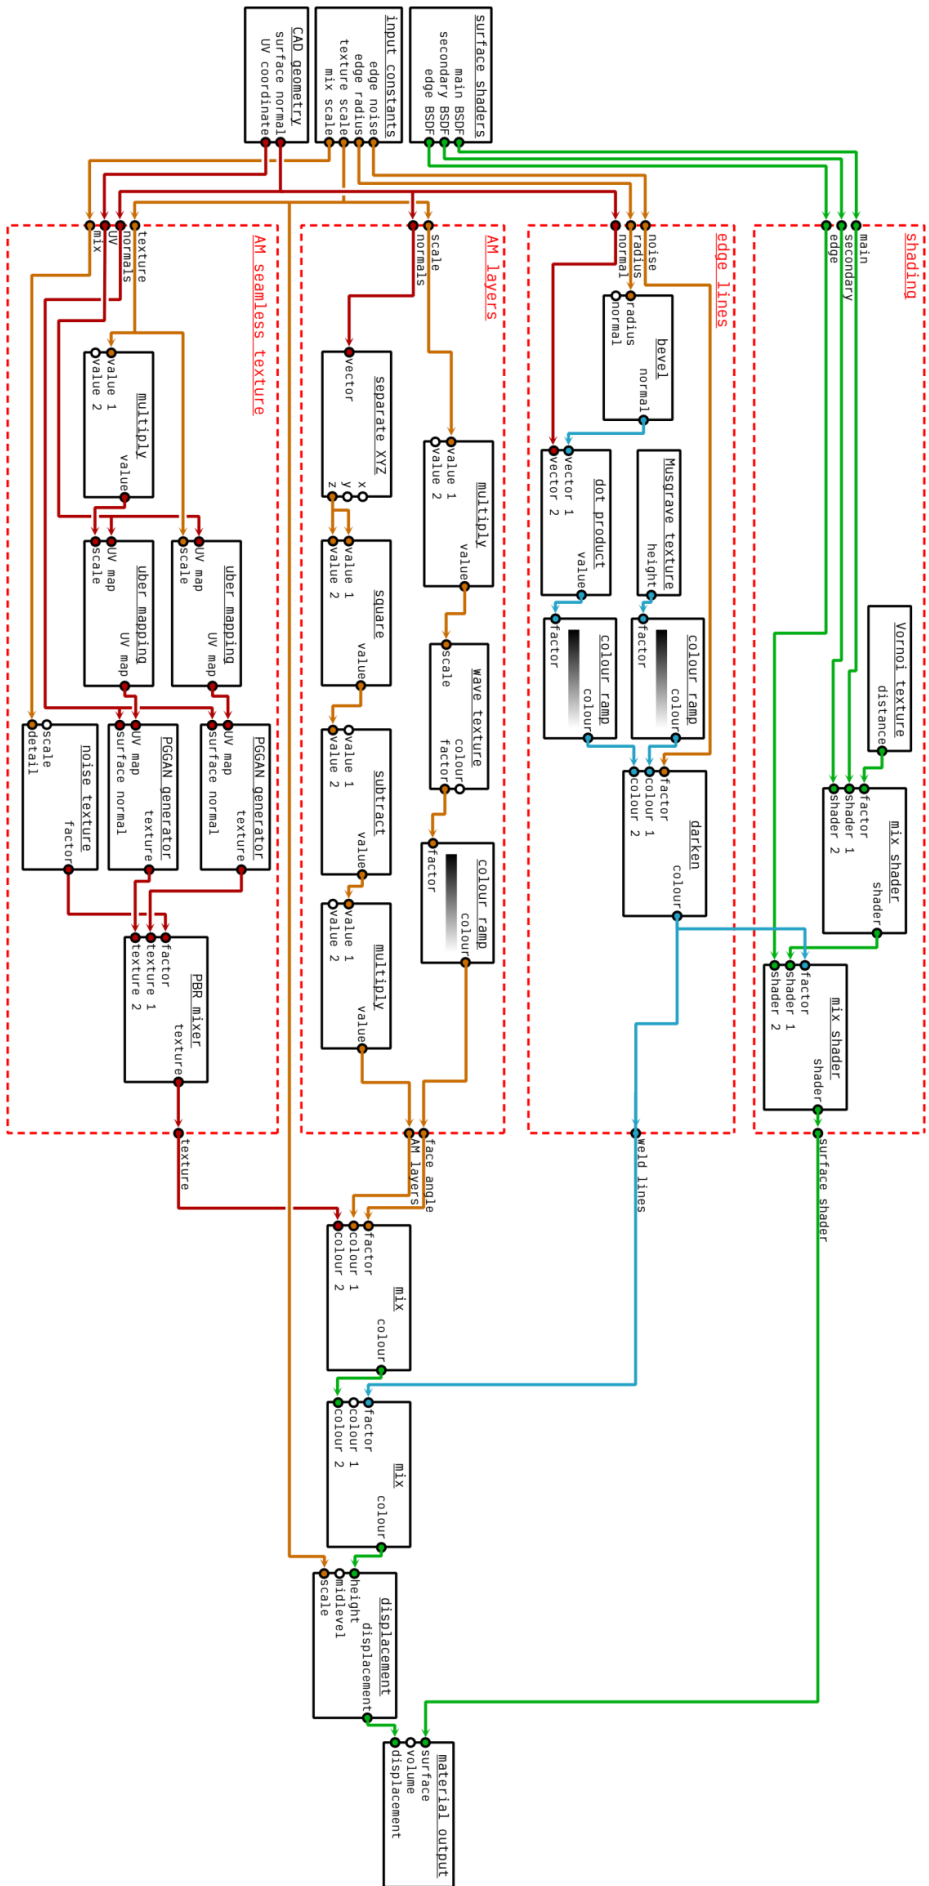 surface shaders
main BSDF
secondary BSDF
edge BSDF
input constants
edge noise
edge radius
texture scale
mix scale
CAD geometry
surface normal
UV coordinate
shading
main
secondary
edge
Vornoi texture
distance
mix shader
shader
factor
shader 1
shader 2
mix shader
shader
factor
shader 1
shader 2
surface shader
edge lines
noise
radius
normal
bevel
normal
radius
normal
Musgrave texture
height
dot product
value
vector 1
vector 2
colour ramp
colour
factor
colour ramp
colour
factor
darken
colour
factor
colour 1
colour 2
weld lines
AM layers
scale
normals
multiply
value
value 1
value 2
separate XYZ
vector
x
y
z
wave texture
colour
factor
scale
square
value
value 1
value 2
colour ramp
colour
factor
subtract
value
value 1
value 2
multiply
value
value 1
value 2
face angle
AM layers
AM seamless texture
texture
normals
UV
mix
multiply
value
value 1
value 2
uber mapping
UV map
UV map
scale
uber mapping
UV map
UV map
scale
PGGAN generator
texture
UV map
surface normal
PGGAN generator
texture
UV map
surface normal
noise texture
factor
scale
detail
PBR mixer
texture
factor
texture 1
texture 2
texture
mix
colour
factor
colour 1
colour 2
mix
colour
factor
colour 1
colour 2
displacement
displacement
height
midlevel
scale
material output
surface
volume
displacement